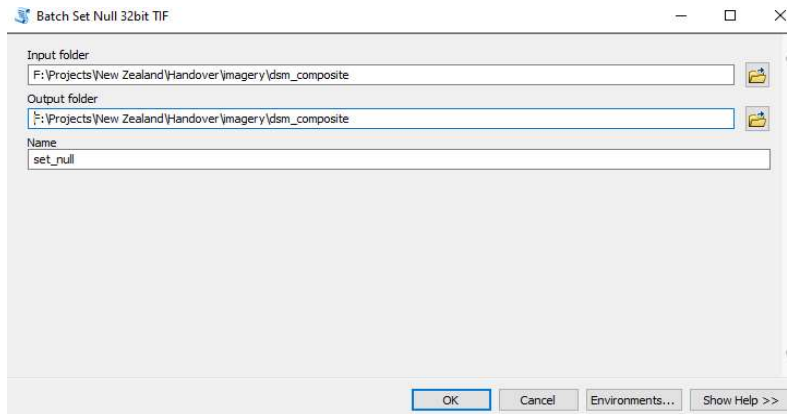 Batch Set Null 32bit TIF
Input folder
F:\Projects\New Zealand\Handover\imagery\dsm_composite
Output folder
F:\Projects\New Zealand\Handover\imagery\dsm_composite
Name
set_null
OK Cancel Environments... Show Help >>